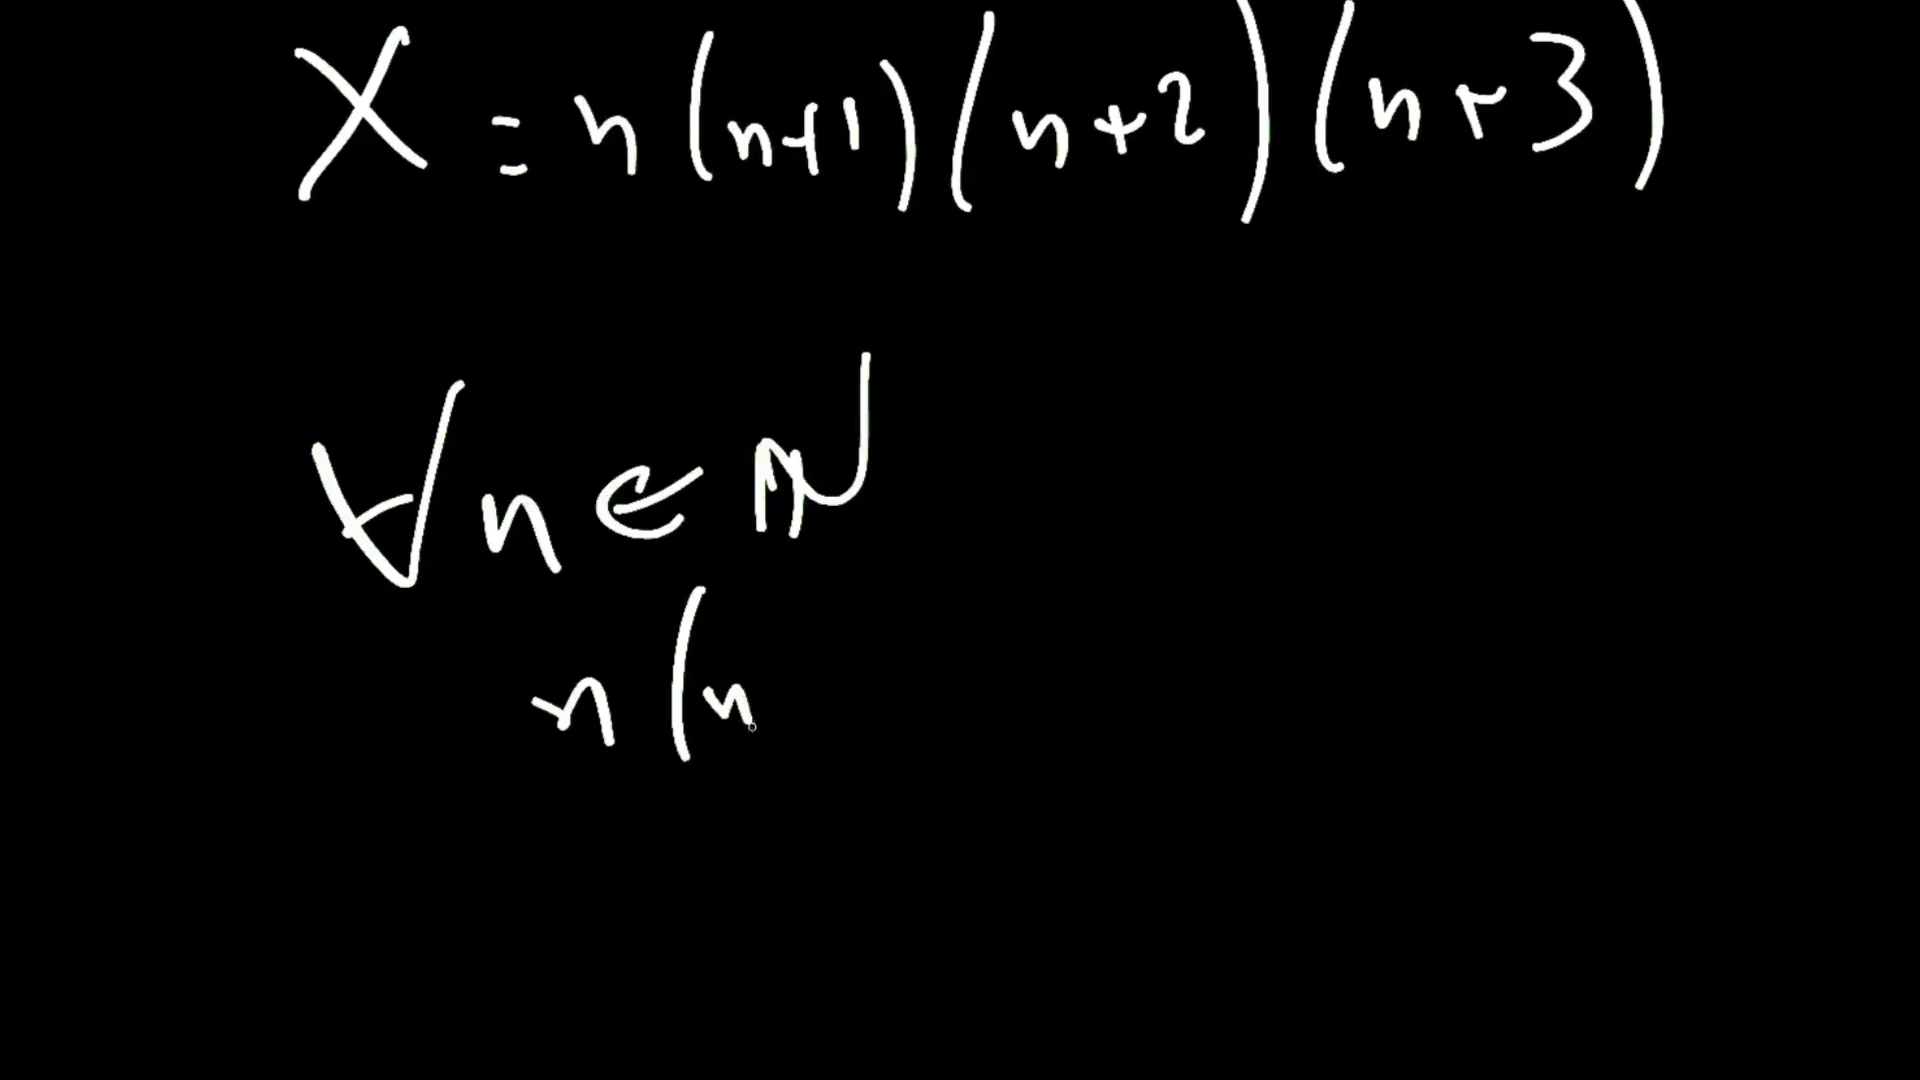 X = n(n+1)(n+2)(n+3)
∀n∈ℕ
n(n